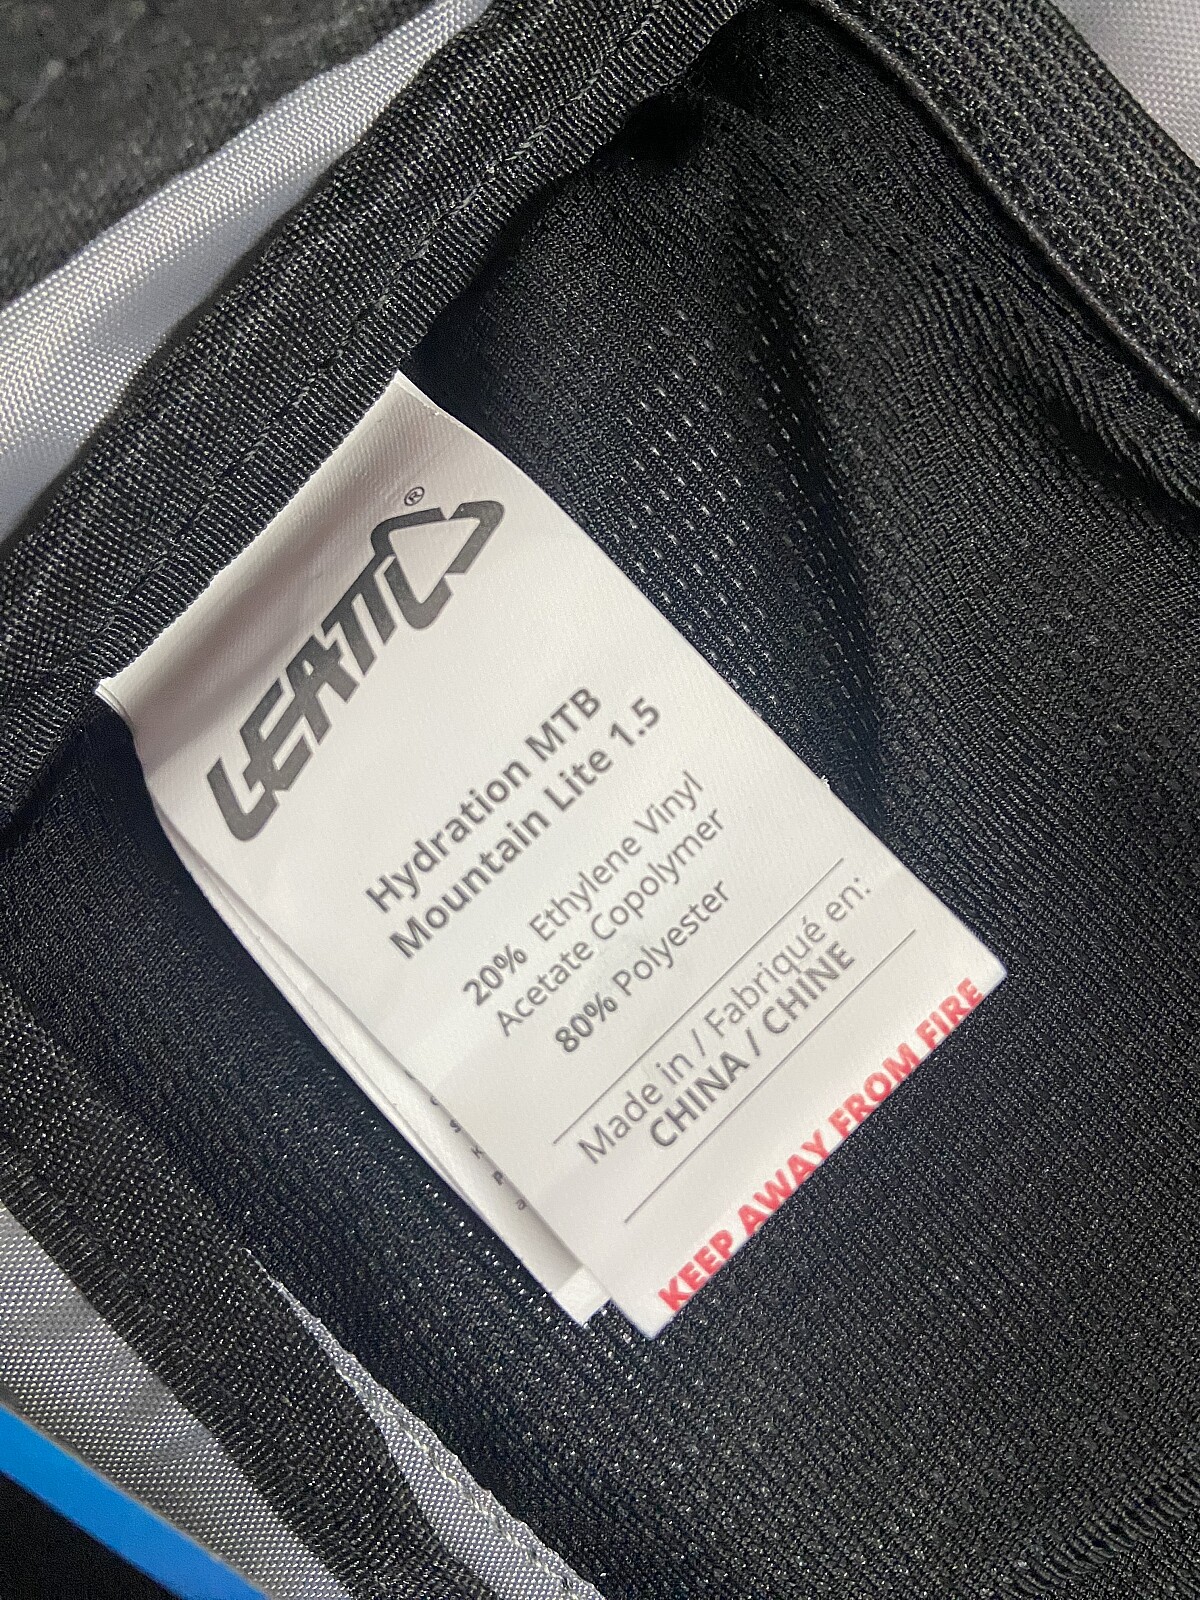 LEATT®
Hydration MTB
Mountain Lite 1.5
20% Ethylene Vinyl
Acetate Copolymer
80% Polyester
Made in / Fabriqué en:
CHINA / CHINE
KEEP AWAY FROM FIRE